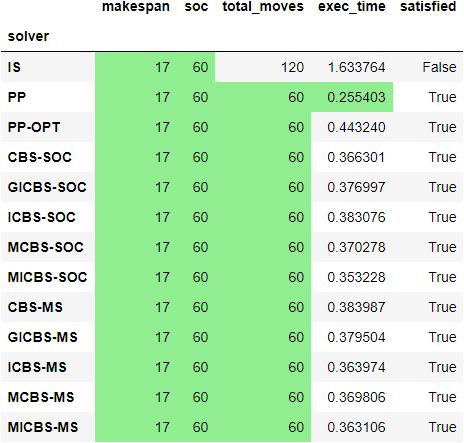 makespan soc total_moves exec_time satisfied
solver
IS 17 60 120 1.633764 False
PP 17 60 60 0.255403 True
PP-OPT 17 60 60 0.443240 True
CBS-SOC 17 60 60 0.366301 True
GICBS-SOC 17 60 60 0.376997 True
ICBS-SOC 17 60 60 0.383076 True
MCBS-SOC 17 60 60 0.370278 True
MICBS-SOC 17 60 60 0.353228 True
CBS-MS 17 60 60 0.383987 True
GICBS-MS 17 60 60 0.379504 True
ICBS-MS 17 60 60 0.363974 True
MCBS-MS 17 60 60 0.369806 True
MICBS-MS 17 60 60 0.363106 True